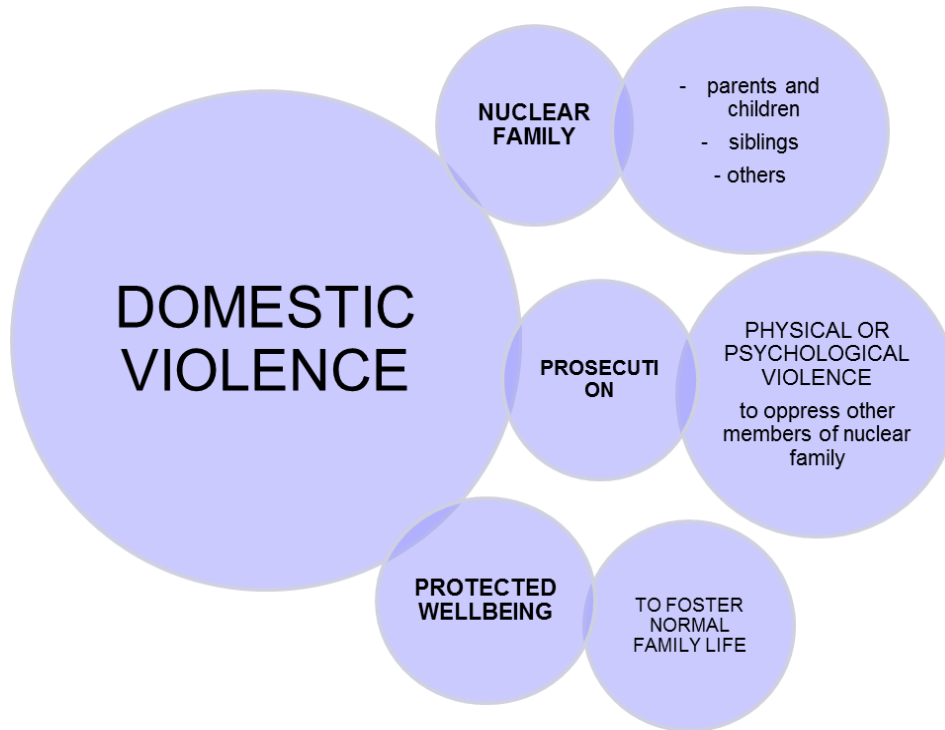 DOMESTIC
VIOLENCE
NUCLEAR
FAMILY
- parents and
children
- siblings
- others
PROSECUTI
ON
PHYSICAL OR
PSYCHOLOGICAL
VIOLENCE
to oppress other
members of nuclear
family
PROTECTED
WELLBEING
TO FOSTER
NORMAL
FAMILY LIFE